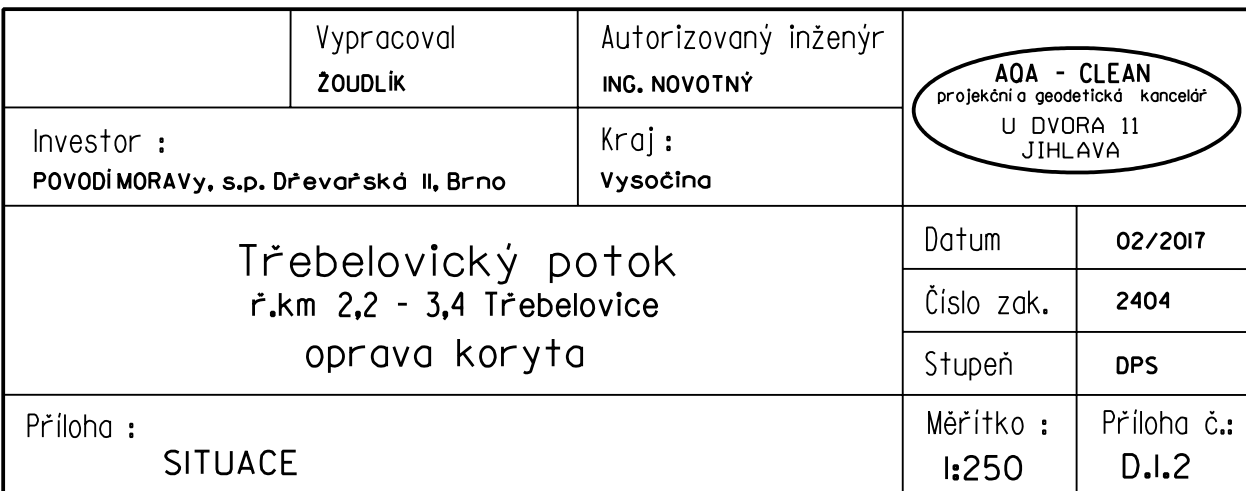 Vypracoval
ŽOUDLÍK
Autorizovaný inženýr
ING. NOVOTNÝ
AQA - CLEAN
projekční a geodetická kancelář
U DVORA 11
JIHLAVA
Investor :
POVODÍ MORAVy, s.p. Dřevařská 11, Brno
Kraj :
Vysočina
Třebelovický potok
ř.km 2,2 - 3,4 Třebelovice
oprava koryta
Datum
02/2017
Číslo zak.
2404
Stupeň
DPS
Příloha :
SITUACE
Měřítko :
1:250
Příloha č.:
D.1.2